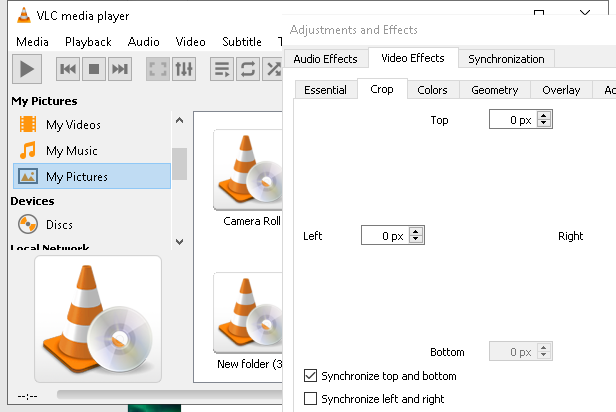 VLC media player
Media Playback Audio Video Subtitle
My Pictures
My Videos
My Music
My Pictures
Devices
Discs
Local Network
Camera Roll
New folder (3
--:--
Adjustments and Effects
Audio Effects Video Effects Synchronization
Essential Crop Colors Geometry Overlay
Top 0 px
Left 0 px Right
Bottom 0 px
Synchronize top and bottom
Synchronize left and right